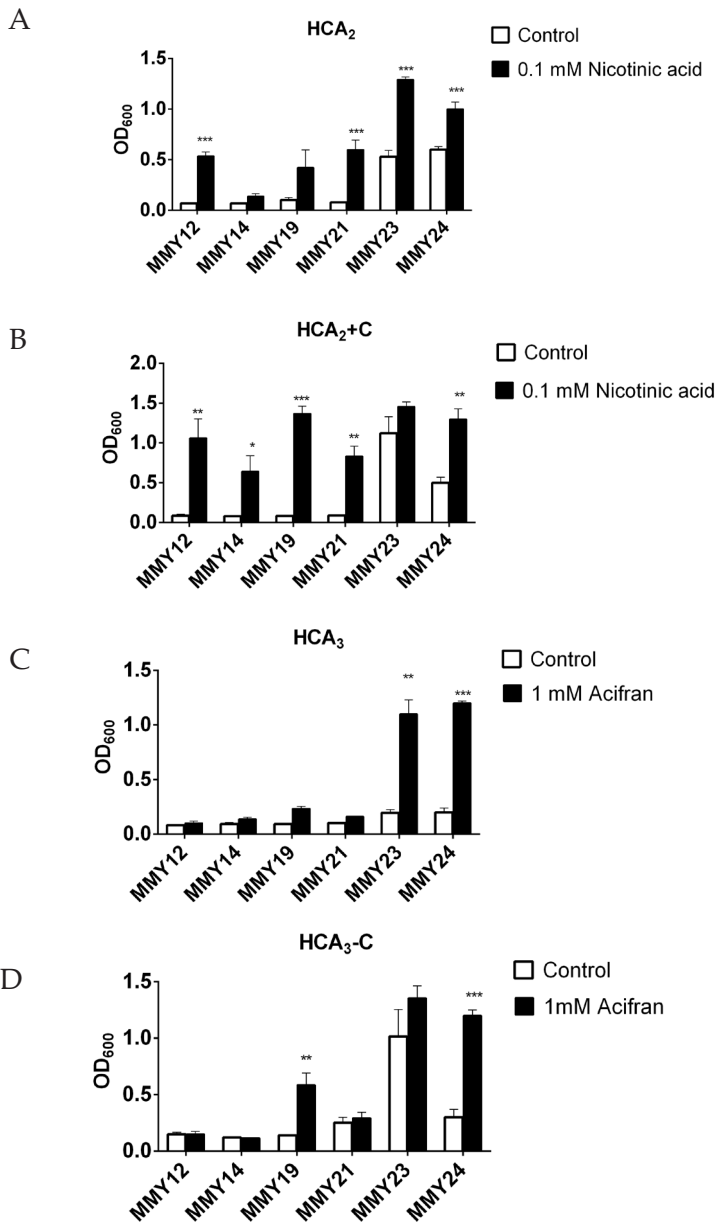 A
HCA2
Control
0.1 mM Nicotinic acid
OD600
1.5
1.0
0.5
0.0
***
***
***
***
MMY12
MMY14
MMY19
MMY21
MMY23
MMY24
B
HCA2+C
Control
0.1 mM Nicotinic acid
OD600
2.0
1.5
1.0
0.5
0.0
**
*
***
**
**
MMY12
MMY14
MMY19
MMY21
MMY23
MMY24
C
HCA3
Control
1 mM Acifran
OD600
1.5
1.0
0.5
0.0
**
***
MMY12
MMY14
MMY19
MMY21
MMY23
MMY24
D
HCA3-C
Control
1mM Acifran
OD600
1.5
1.0
0.5
0.0
**
***
MMY12
MMY14
MMY19
MMY21
MMY23
MMY24